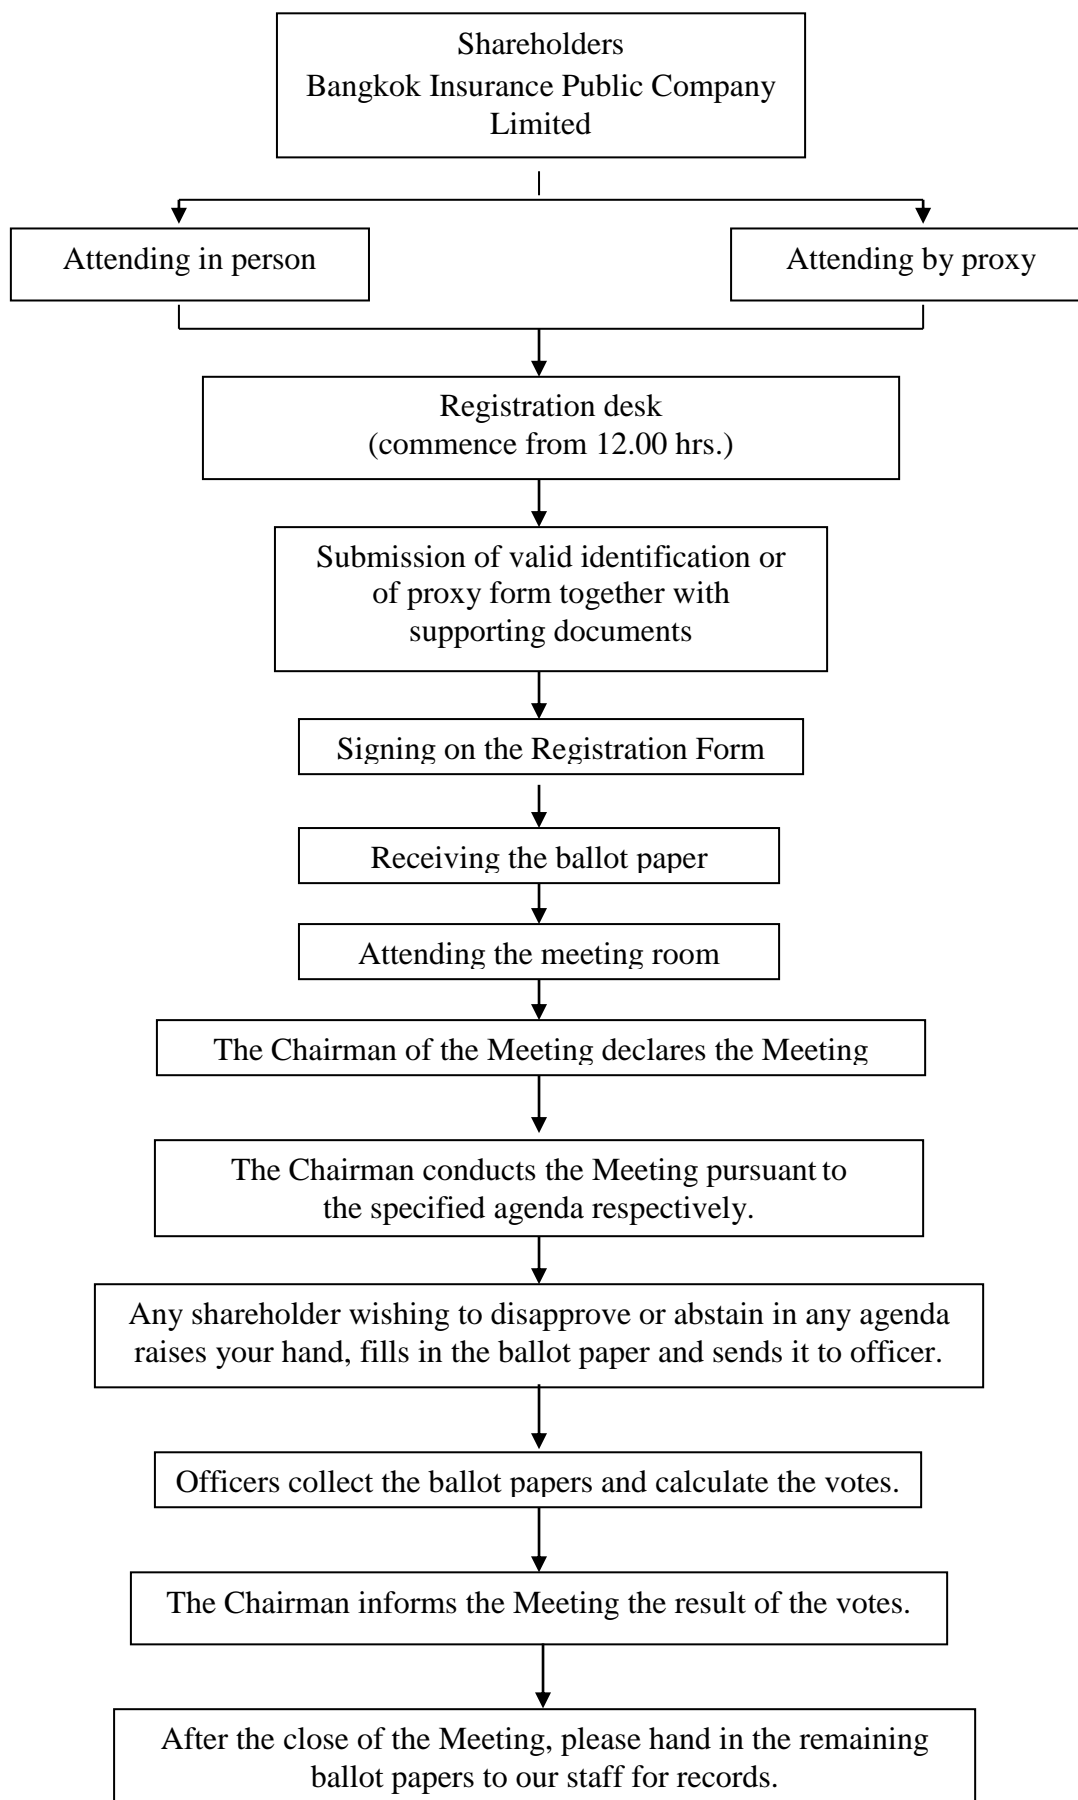 Shareholders
Bangkok Insurance Public Company
Limited
Attending in person
Attending by proxy
Registration desk
(commence from 12.00 hrs.)
Submission of valid identification or
of proxy form together with
supporting documents
Signing on the Registration Form
Receiving the ballot paper
Attending the meeting room
The Chairman of the Meeting declares the Meeting
The Chairman conducts the Meeting pursuant to
the specified agenda respectively.
Any shareholder wishing to disapprove or abstain in any agenda
raises your hand, fills in the ballot paper and sends it to officer.
Officers collect the ballot papers and calculate the votes.
The Chairman informs the Meeting the result of the votes.
After the close of the Meeting, please hand in the remaining
ballot papers to our staff for records.